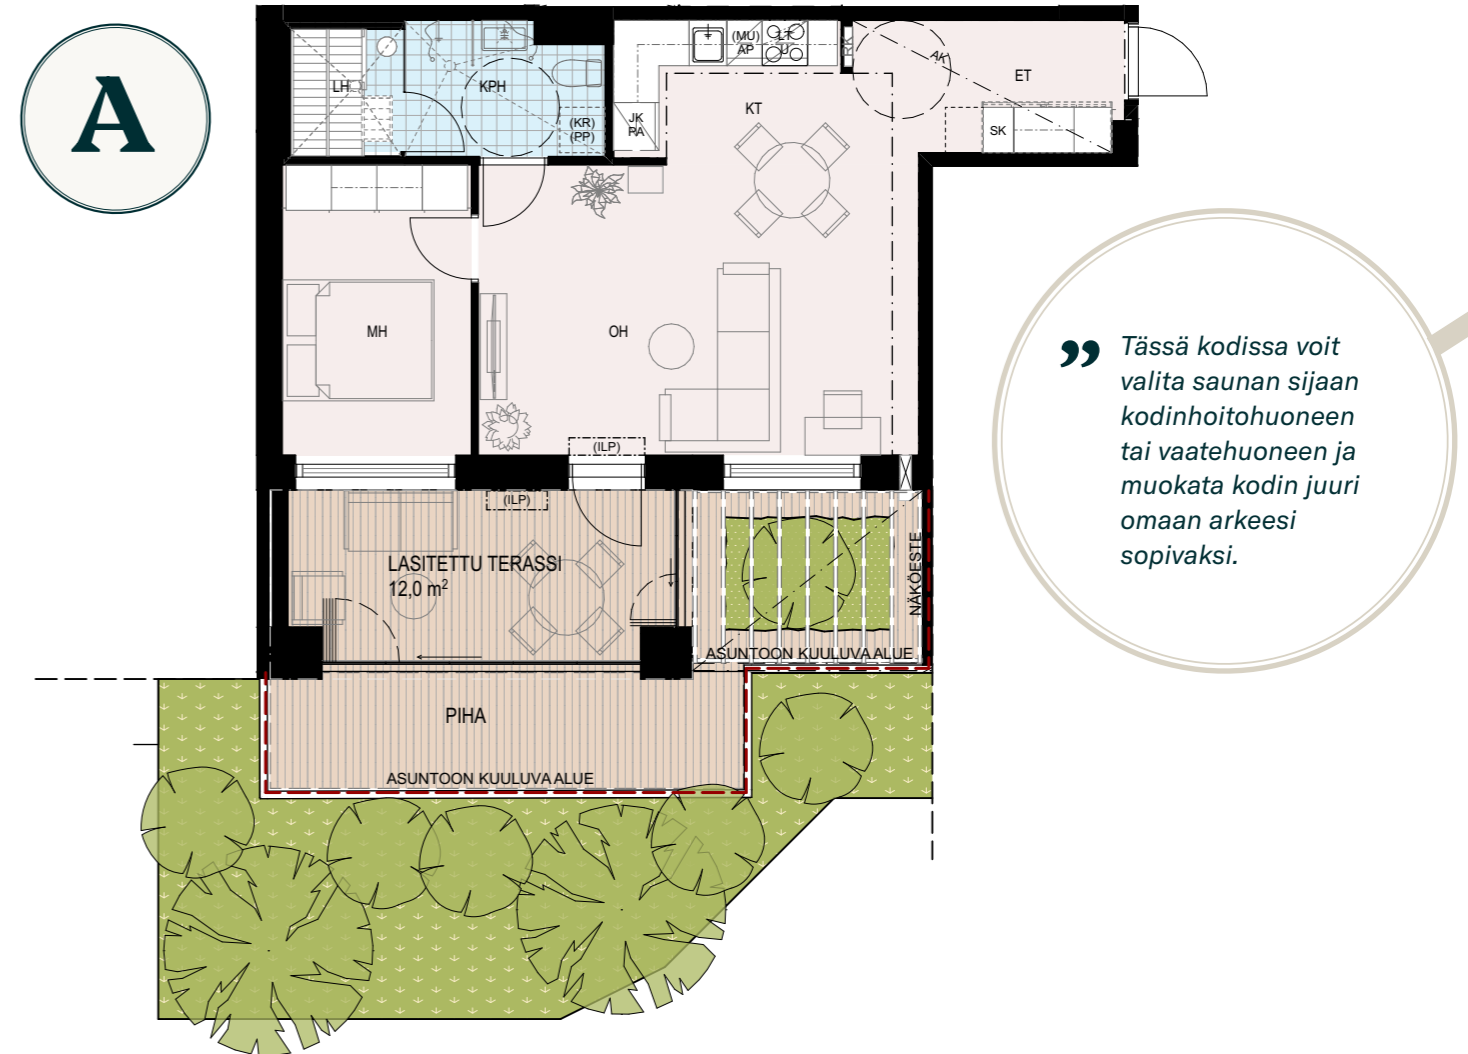 A
LH
KPH
(KR)
(PP)
(MU)
AP
LT
U
JK
PA
RK
AK
ET
SK
KT
MH
OH
(ILP)
(ILP)
LASITETTU TERASSI
12,0 m²
NÄKÖESTE
ASUNTOON KUULUVA ALUE
PIHA
ASUNTOON KUULUVA ALUE
” Tässä kodissa voit
valita saunan sijaan
kodinhoitohuoneen
tai vaatehuoneen ja
muokata kodin juuri
omaan arkeesi
sopivaksi.